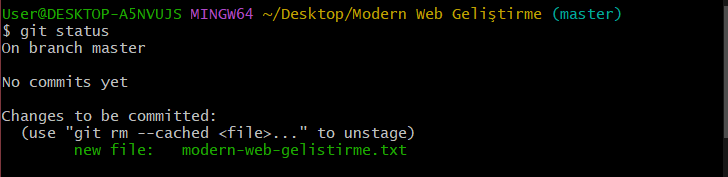 User@DESKTOP-A5NVUJS MINGW64 ~/Desktop/Modern Web Geliştirme (master)
$ git status
On branch master
No commits yet
Changes to be committed:
(use "git rm --cached <file>..." to unstage)
new file: modern-web-gelistirme.txt